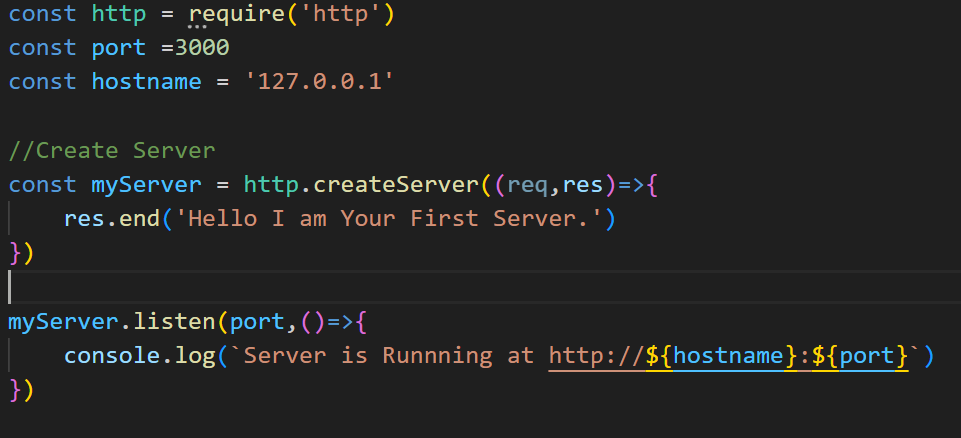 const http = require('http')
const port =3000
const hostname = '127.0.0.1'
//Create Server
const myServer = http.createServer((req,res)=>{
    res.end('Hello I am Your First Server.')
})
myServer.listen(port,()=>{
    console.log(`Server is Runnning at http://${hostname}:${port}`)
})